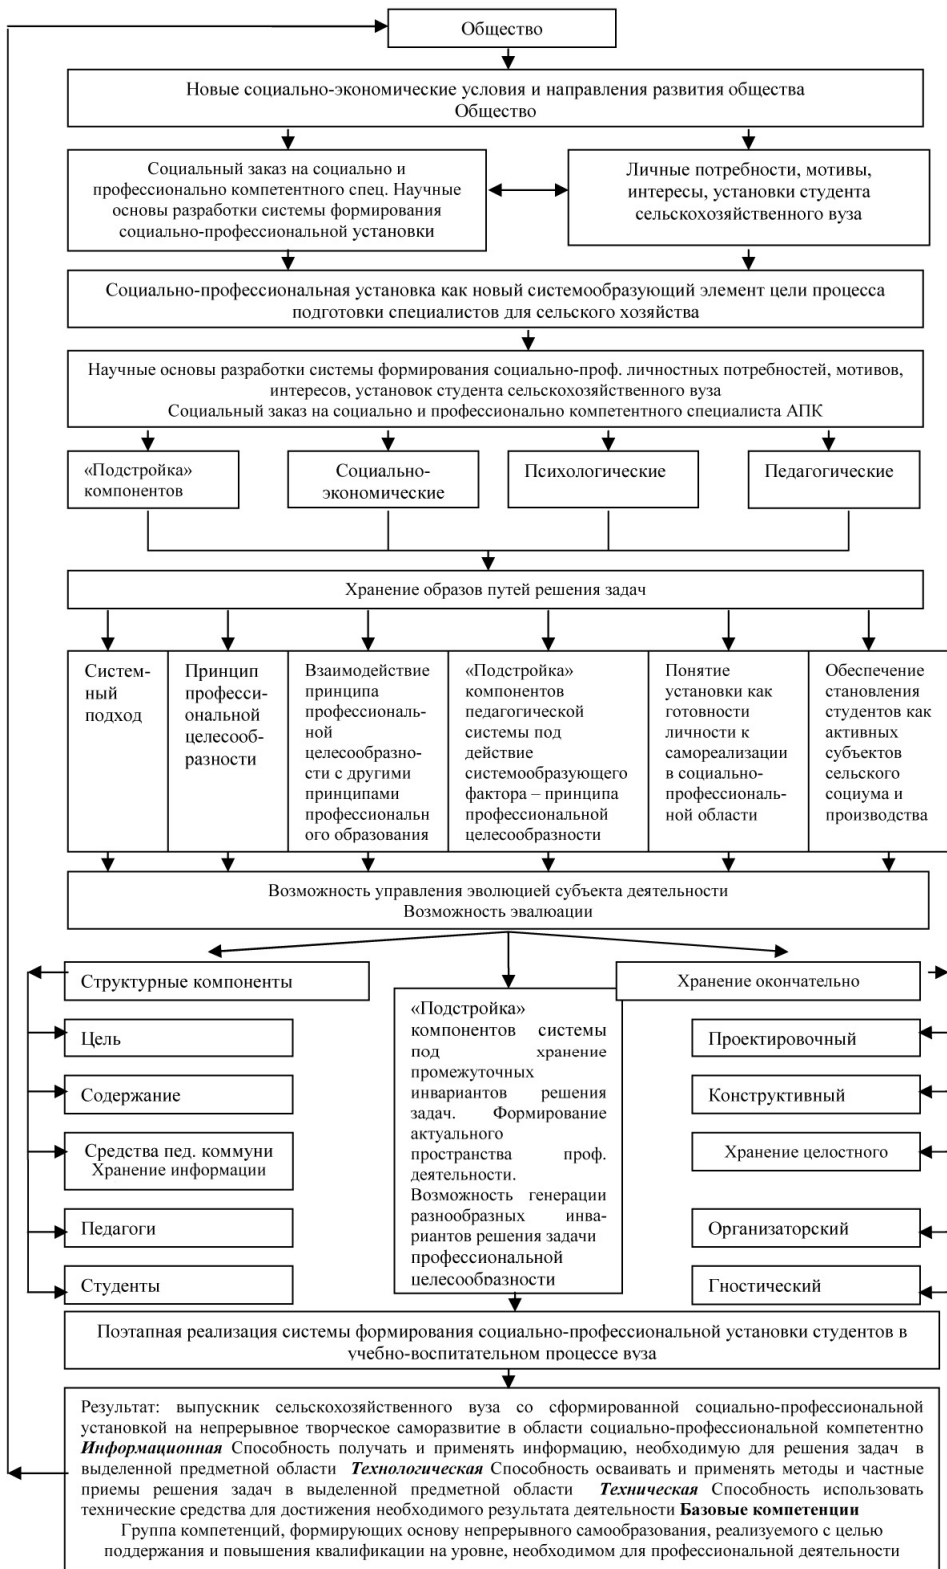 Общество
Новые социально-экономические условия и направления развития общества
Общество
Социальный заказ на социально и
профессионально компетентного спец. Научные
основы разработки системы формирования
социально-профессиональной установки
Личные потребности, мотивы,
интересы, установки студента
сельскохозяйственного вуза
Социально-профессиональная установка как новый системообразующий элемент цели процесса
подготовки специалистов для сельского хозяйства
Научные основы разработки системы формирования социально-проф. личностных потребностей, мотивов,
интересов, установок студента сельскохозяйственного вуза
Социальный заказ на социально и профессионально компетентного специалиста АПК
«Подстройка»
компонентов
Социально-
экономические
Психологические
Педагогические
Хранение образов путей решения задач
Систем-
ный
подход
Принцип
професси-
ональной
целесооб-
разности
Взаимодействие
принципа
профессиональ-
ной
целесообразно-
сти с другими
принципами
профессиональ
ного образования
«Подстройка»
компонентов
педагогической
системы под
действие
системообразующего
фактора – принципа
профессиональной
целесообразности
Понятие
установки как
готовности
личности к
самореализации
в социально-
профессиональ-
ной области
Обеспечение
становления
студентов как
активных
субъектов
сельского
социума и
производства
Возможность управления эволюцией субъекта деятельности
Возможность эвалюации
Структурные компоненты
Цель
Содержание
Средства пед. коммуни
Хранение информации
Педагоги
Студенты
«Подстройка»
компонентов системы
под хранение
промежуточных
инвариантов решения
задач. Формирование
актуального
пространства проф.
деятельности.
Возможность генерации
разнообразных инва-
риантов решения задачи
профессиональной
целесообразности
Хранение окончательно
Проектировочный
Конструктивный
Хранение целостного
Организаторский
Гностический
Поэтапная реализация системы формирования социально-профессиональной установки студентов в
учебно-воспитательном процессе вуза
Результат: выпускник сельскохозяйственного вуза со сформированной социально-профессиональной
установкой на непрерывное творческое саморазвитие в области социально-профессиональной компетентно
Информационная Способность получать и применять информацию, необходимую для решения задач в
выделенной предметной области Технологическая Способность осваивать и применять методы и частные
приемы решения задач в выделенной предметной области Техническая Способность использовать
технические средства для достижения необходимого результата деятельности Базовые компетенции
Группа компетенций, формирующих основу непрерывного самообразования, реализуемого с целью
поддержания и повышения квалификации на уровне, необходимом для профессиональной деятельности